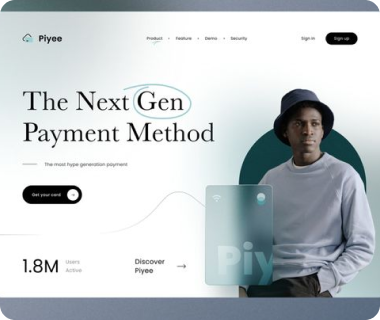 Piyee
Product • Feature • Items • Security
Sign in
Sign up
The Next Gen
Payment Method
The most hype generation payment
Get your card
1.8M
Users
Active
Discover
Piyee
Piy